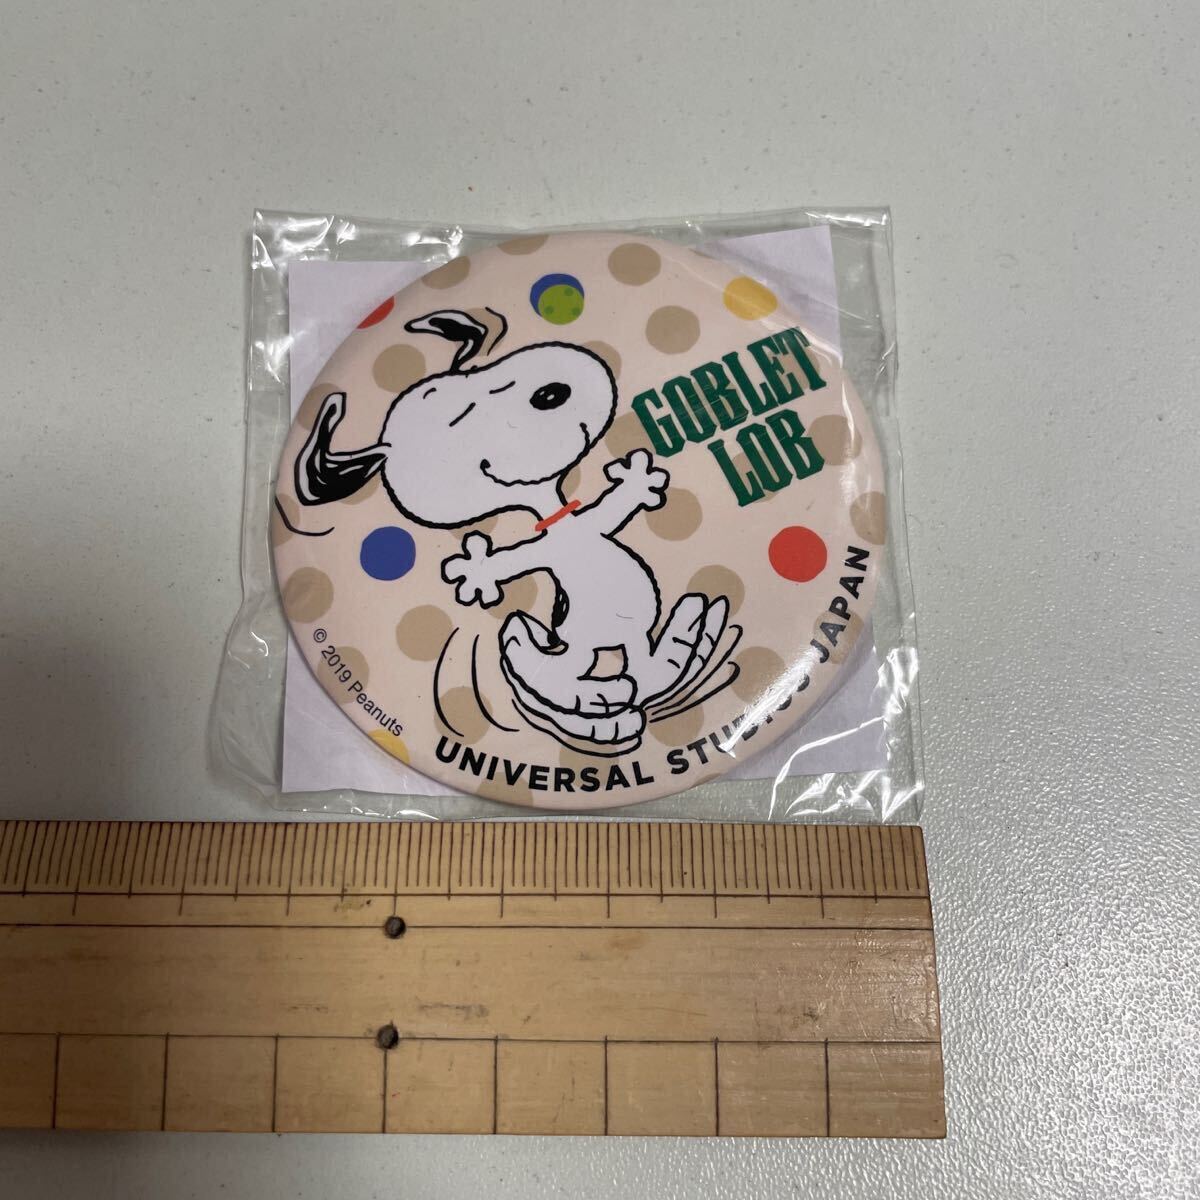 GOBLET
LOB
© 2019 Peanuts
UNIVERSAL STUDIOS JAPAN